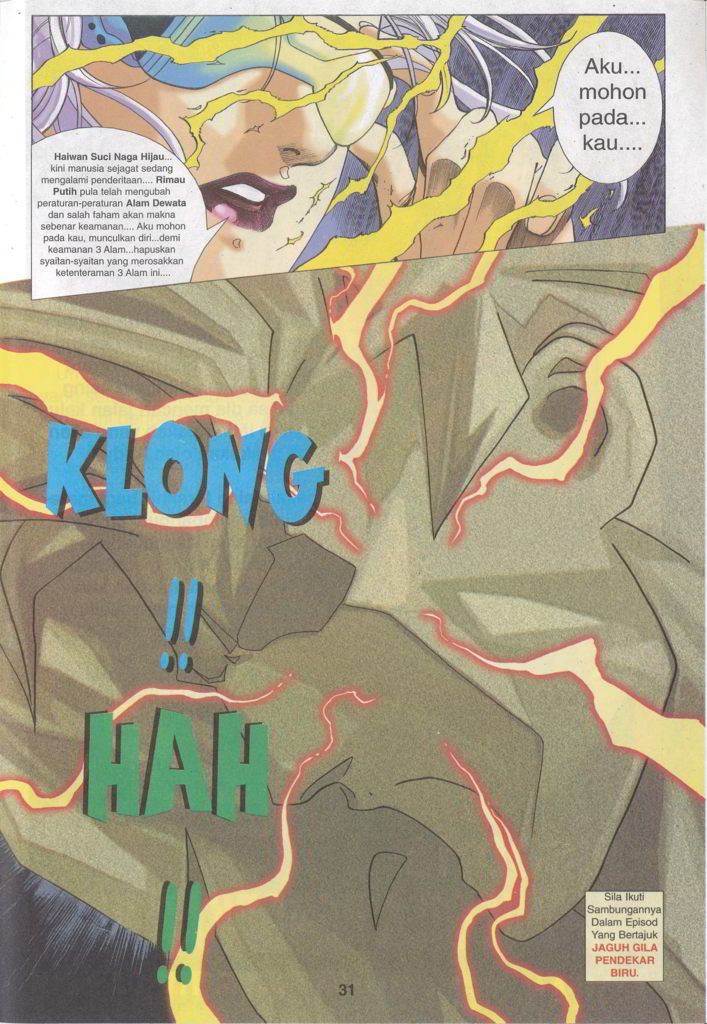 Aku...
mohon
pada...
kau....
Haiwan Suci Naga Hijau...
kini manusia sejagat sedang
mengalami penderitaan.... Rimau
Putih pula telah mengubah
peraturan-peraturan Alam Dewata
dan salah faham akan makna
sebenar keamanan.... Aku mohon
pada kau, munculkan diri...demi
keamanan 3 Alam...hapuskan
syaitan-syaitan yang merosakkan
ketenteraman 3 Alam ini....
KLONG
!!
HAH
!!
Sila Ikuti
Sambungannya
Dalam Episod
Yang Bertajuk
JAGUH GILA
PENDEKAR
BIRU.
31